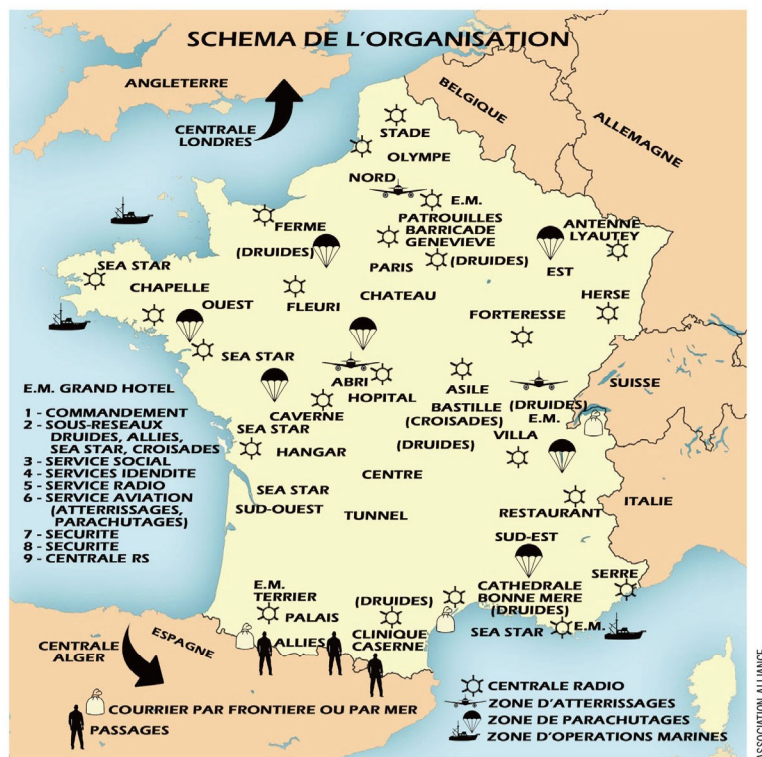 SCHEMA DE L'ORGANISATION
ANGLETERRE
BELGIQUE
ALLEMAGNE
CENTRALE
LONDRES
STADE
OLYMPE
NORD
E.M.
PATROUILLES
BARRICADE
GENEVIEVE
ANTENNE
LYAUTEY
FERME
(DRUIDES)
PARIS
(DRUIDES)
EST
SEA STAR
CHAPELLE
OUEST
FLEURI
CHATEAU
HERSE
FORTERESSE
SEA STAR
ABRI
HOPITAL
ASILE
SUISSE
BASTILLE
(CROISADES)
(DRUIDES)
E.M.
E.M. GRAND HOTEL
1 - COMMANDEMENT
2 - SOUS-RESEAUX
DRUIDES, ALLIES,
SEA STAR, CROISADES
3 - SERVICE SOCIAL
4 - SERVICES IDENDITE
5 - SERVICE RADIO
6 - SERVICE AVIATION
(ATTERRISSAGES,
PARACHUTAGES)
7 - SECURITE
8 - SECURITE
9 - CENTRALE RS
CAVERNE
SEA STAR
HANGAR
(DRUIDES)
VILLA
CENTRE
SEA STAR
SUD-OUEST
TUNNEL
RESTAURANT
ITALIE
SUD-EST
E.M.
TERRIER
PALAIS
ALLIES
(DRUIDES)
CLINIQUE
CASERNE
CATHEDRALE
BONNE MERE
(DRUIDES)
SERRE
SEA STAR
E.M.
CENTRALE
ALGER
ESPAGNE
COURRIER PAR FRONTIERE OU PAR MER
PASSAGES
CENTRALE RADIO
ZONE D'ATTERRISSAGES
ZONE DE PARACHUTAGES
ZONE D'OPERATIONS MARINES
ASSOCIATION ALLIANCE